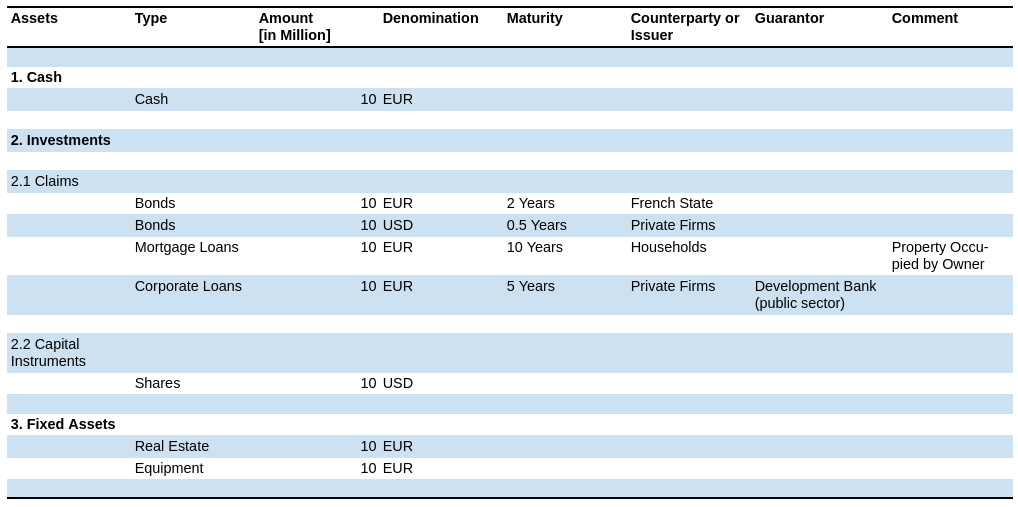 Assets Type Amount [in Million] Denomination Maturity Counterparty or Issuer Guarantor Comment
1. Cash
Cash 10 EUR
2. Investments
2.1 Claims
Bonds 10 EUR 2 Years French State
Bonds 10 USD 0.5 Years Private Firms
Mortgage Loans 10 EUR 10 Years Households Property Occu-
pied by Owner
Corporate Loans 10 EUR 5 Years Private Firms Development Bank
(public sector)
2.2 Capital
Instruments
Shares 10 USD
3. Fixed Assets
Real Estate 10 EUR
Equipment 10 EUR